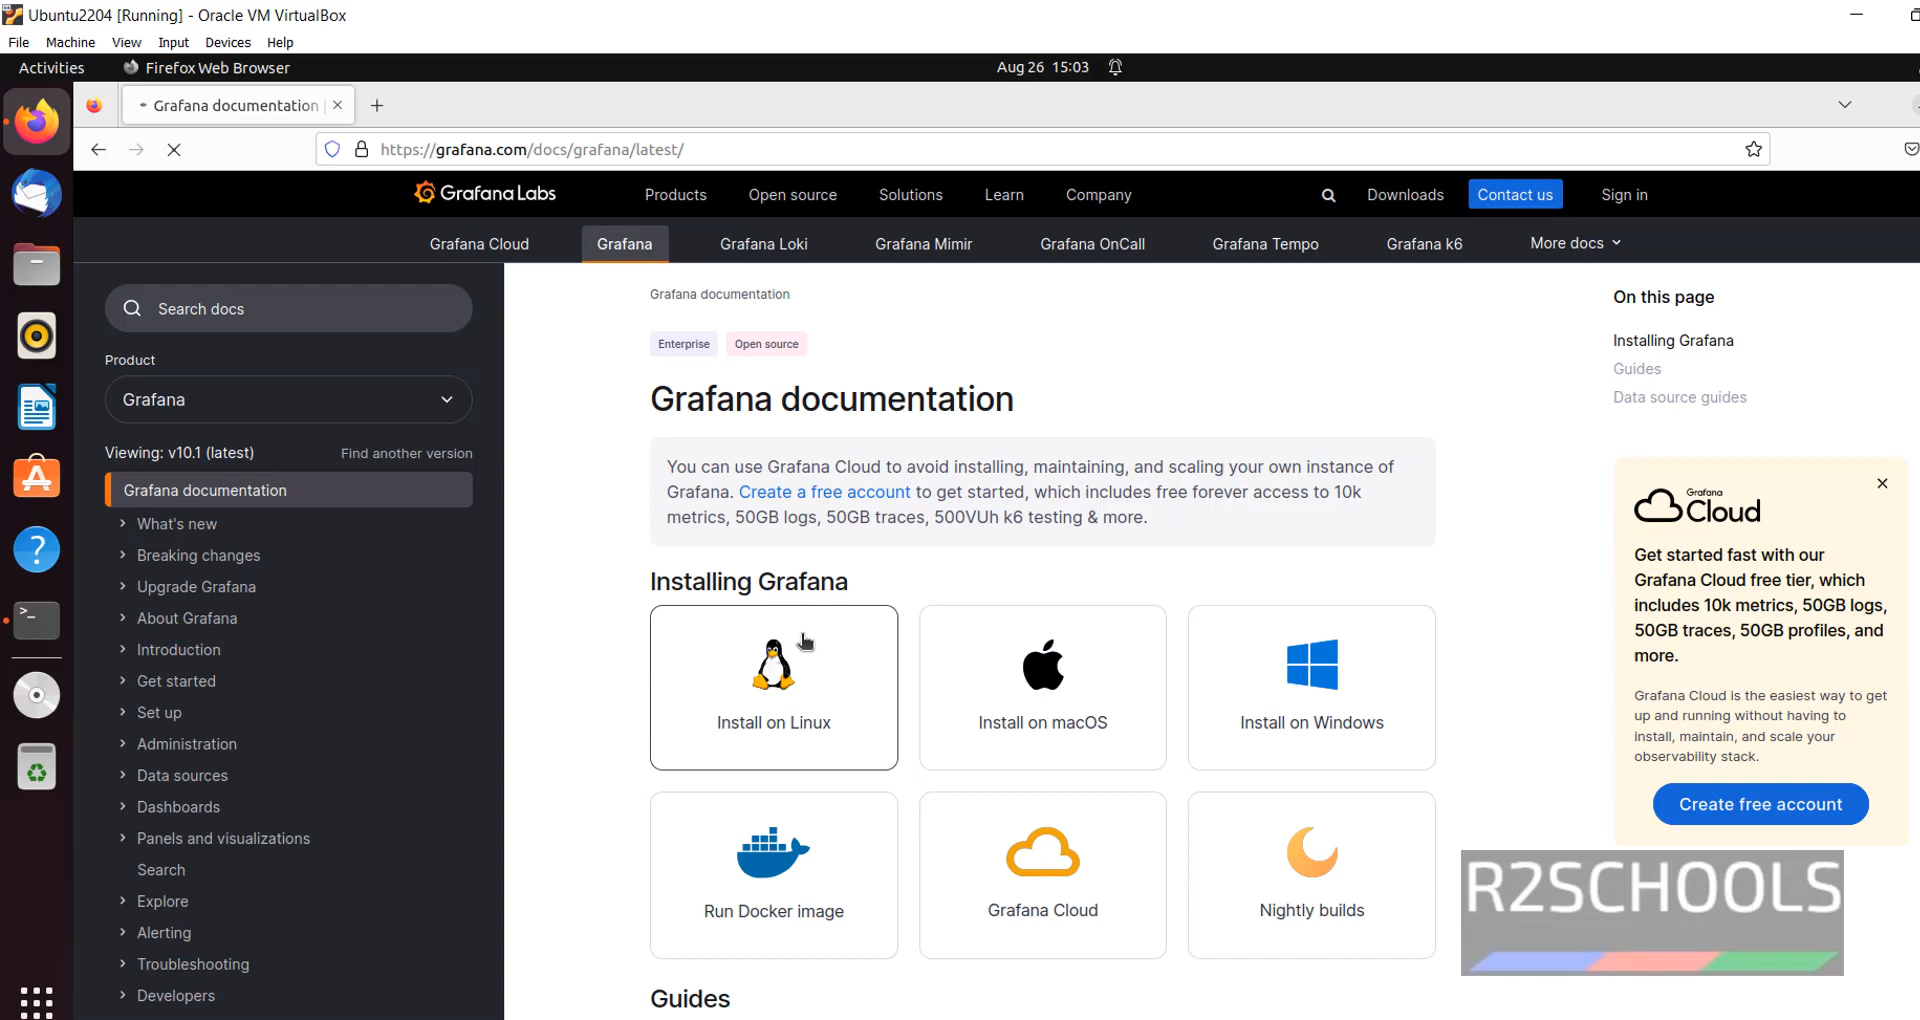 Ubuntu2204 [Running] - Oracle VM VirtualBox
File Machine View Input Devices Help
Activities Firefox Web Browser Aug 26 15:03
Grafana documentation
https://grafana.com/docs/grafana/latest/
Grafana Labs Products Open source Solutions Learn Company Downloads Contact us Sign in
Grafana Cloud Grafana Grafana Loki Grafana Mimir Grafana OnCall Grafana Tempo Grafana k6 More docs
Search docs
Product
Grafana
Viewing: v10.1 (latest) Find another version
Grafana documentation
What's new
Breaking changes
Upgrade Grafana
About Grafana
Introduction
Get started
Set up
Administration
Data sources
Dashboards
Panels and visualizations
Search
Explore
Alerting
Troubleshooting
Developers
Grafana documentation
Enterprise Open source
Grafana documentation
You can use Grafana Cloud to avoid installing, maintaining, and scaling your own instance of
Grafana. Create a free account to get started, which includes free forever access to 10k
metrics, 50GB logs, 50GB traces, 500VUh k6 testing & more.
Installing Grafana
Install on Linux Install on macOS Install on Windows
Run Docker image Grafana Cloud Nightly builds
Guides
On this page
Installing Grafana
Guides
Data source guides
Grafana
Cloud
Get started fast with our
Grafana Cloud free tier, which
includes 10k metrics, 50GB logs,
50GB traces, 50GB profiles, and
more.
Grafana Cloud is the easiest way to get
up and running without having to
install, maintain, and scale your
observability stack.
Create free account
R2SCHOOLS